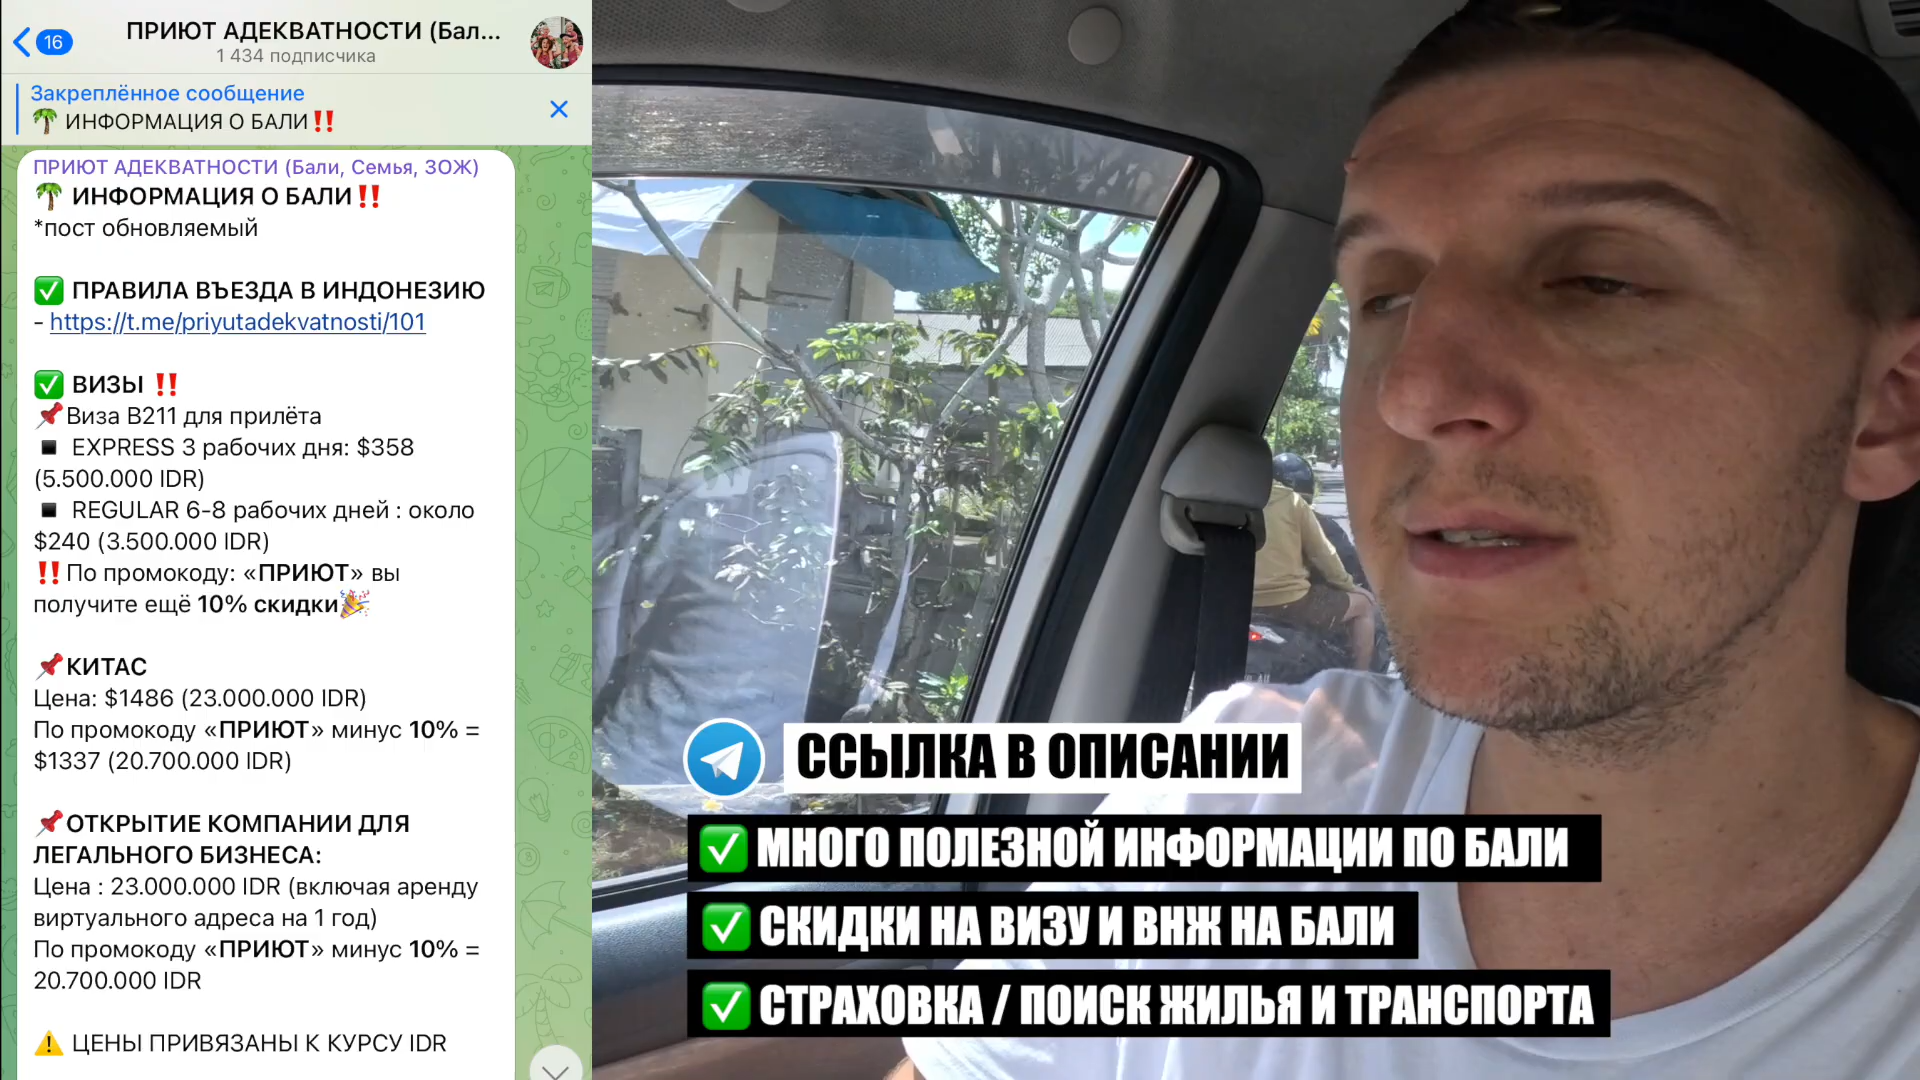 16
ПРИЮТ АДЕКВАТНОСТИ (Бал...
1 434 подписчика
Закреплённое сообщение
🌴 ИНФОРМАЦИЯ О БАЛИ‼️
ПРИЮТ АДЕКВАТНОСТИ (Бали, Семья, ЗОЖ)
🌴 ИНФОРМАЦИЯ О БАЛИ‼️
*пост обновляемый
✅ ПРАВИЛА ВЪЕЗДА В ИНДОНЕЗИЮ
- https://t.me/priyutadekvatnosti/101
✅ ВИЗЫ ‼️
📌Виза B211 для прилёта
▪️ EXPRESS 3 рабочих дня: $358
(5.500.000 IDR)
▪️ REGULAR 6-8 рабочих дней : около
$240 (3.500.000 IDR)
‼️По промокоду: «ПРИЮТ» вы
получите ещё 10% скидки🎉
📌КИТАС
Цена: $1486 (23.000.000 IDR)
По промокоду «ПРИЮТ» минус 10% =
$1337 (20.700.000 IDR)
📌ОТКРЫТИЕ КОМПАНИИ ДЛЯ
ЛЕГАЛЬНОГО БИЗНЕСА:
Цена : 23.000.000 IDR (включая аренду
виртуального адреса на 1 год)
По промокоду «ПРИЮТ» минус 10% =
20.700.000 IDR
⚠️ ЦЕНЫ ПРИВЯЗАНЫ К КУРСУ IDR
ССЫЛКА В ОПИСАНИИ
✅ МНОГО ПОЛЕЗНОЙ ИНФОРМАЦИИ ПО БАЛИ
✅ СКИДКИ НА ВИЗУ И ВНЖ НА БАЛИ
✅ СТРАХОВКА / ПОИСК ЖИЛЬЯ И ТРАНСПОРТА